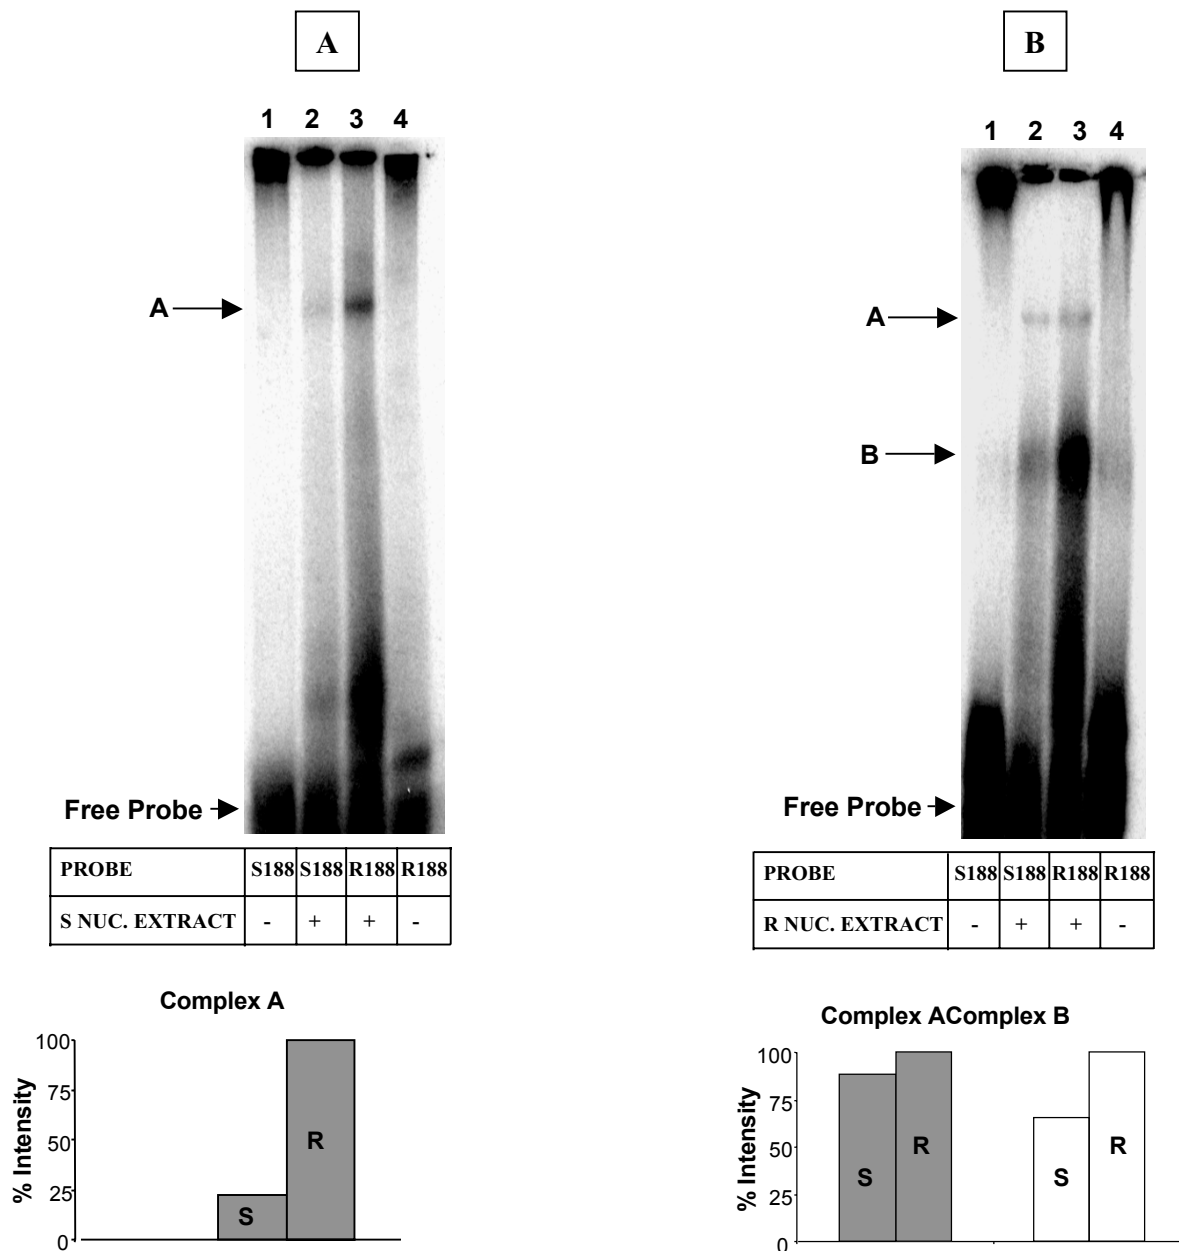 A
1 2 3 4
A
Free Probe
PROBE S188 S188 R188 R188
S NUC. EXTRACT - + + -
Complex A
% Intensity
100
75
50
25
0
S
R
B
1 2 3 4
A
B
Free Probe
PROBE S188 S188 R188 R188
R NUC. EXTRACT - + + -
Complex AComplex B
% Intensity
100
75
50
25
0
S
R
S
R